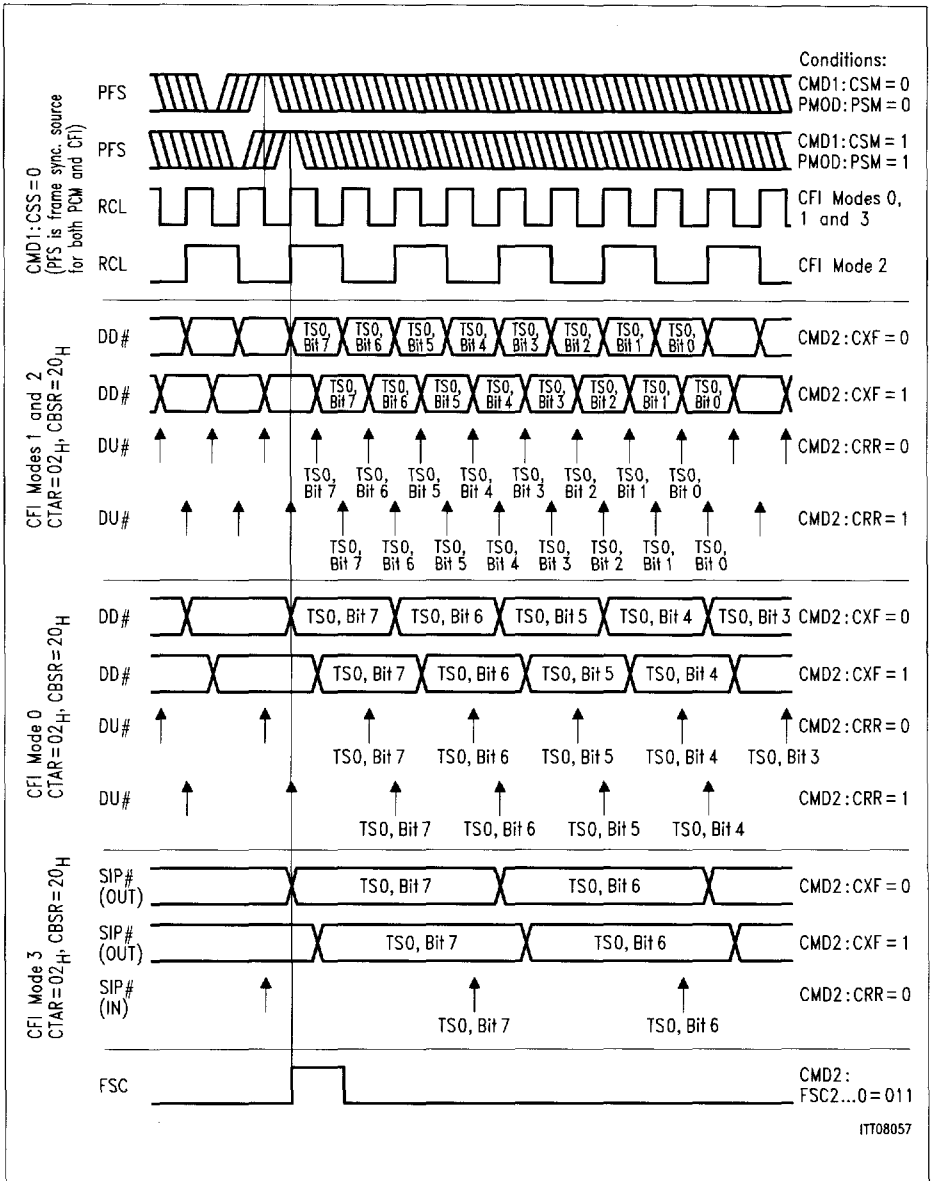 Conditions:
CMD1:CSS=0
(PFS is frame sync. source
for both PCM and CFI)
PFS
CMD1:CSM=0
PMOD:PSM=0
PFS
CMD1:CSM=1
PMOD:PSM=1
RCL
CFI Modes 0,
1 and 3
RCL
CFI Mode 2
CFI Modes 1 and 2
CTAR=02H, CBSR=20H
DD#
TS0, Bit 7
TS0, Bit 6
TS0, Bit 5
TS0, Bit 4
TS0, Bit 3
TS0, Bit 2
TS0, Bit 1
TS0, Bit 0
CMD2:CXF=0
DD#
TS0, Bit 7
TS0, Bit 6
TS0, Bit 5
TS0, Bit 4
TS0, Bit 3
TS0, Bit 2
TS0, Bit 1
TS0, Bit 0
CMD2:CXF=1
DU#
CMD2:CRR=0
TS0, Bit 7
TS0, Bit 6
TS0, Bit 5
TS0, Bit 4
TS0, Bit 3
TS0, Bit 2
TS0, Bit 1
TS0, Bit 0
DU#
CMD2:CRR=1
TS0, Bit 7
TS0, Bit 6
TS0, Bit 5
TS0, Bit 4
TS0, Bit 3
TS0, Bit 2
TS0, Bit 1
TS0, Bit 0
CFI Mode 0
CTAR=02H, CBSR=20H
DD#
TS0, Bit 7
TS0, Bit 6
TS0, Bit 5
TS0, Bit 4
TS0, Bit 3
CMD2:CXF=0
DD#
TS0, Bit 7
TS0, Bit 6
TS0, Bit 5
TS0, Bit 4
CMD2:CXF=1
DU#
CMD2:CRR=0
TS0, Bit 7
TS0, Bit 6
TS0, Bit 5
TS0, Bit 4
TS0, Bit 3
DU#
CMD2:CRR=1
TS0, Bit 7
TS0, Bit 6
TS0, Bit 5
TS0, Bit 4
CFI Mode 3
CTAR=02H, CBSR=20H
SIP#
(OUT)
TS0, Bit 7
TS0, Bit 6
CMD2:CXF=0
SIP#
(OUT)
TS0, Bit 7
TS0, Bit 6
CMD2:CXF=1
SIP#
(IN)
CMD2:CRR=0
TS0, Bit 7
TS0, Bit 6
FSC
CMD2:
FSC2...0=011
ITT08057